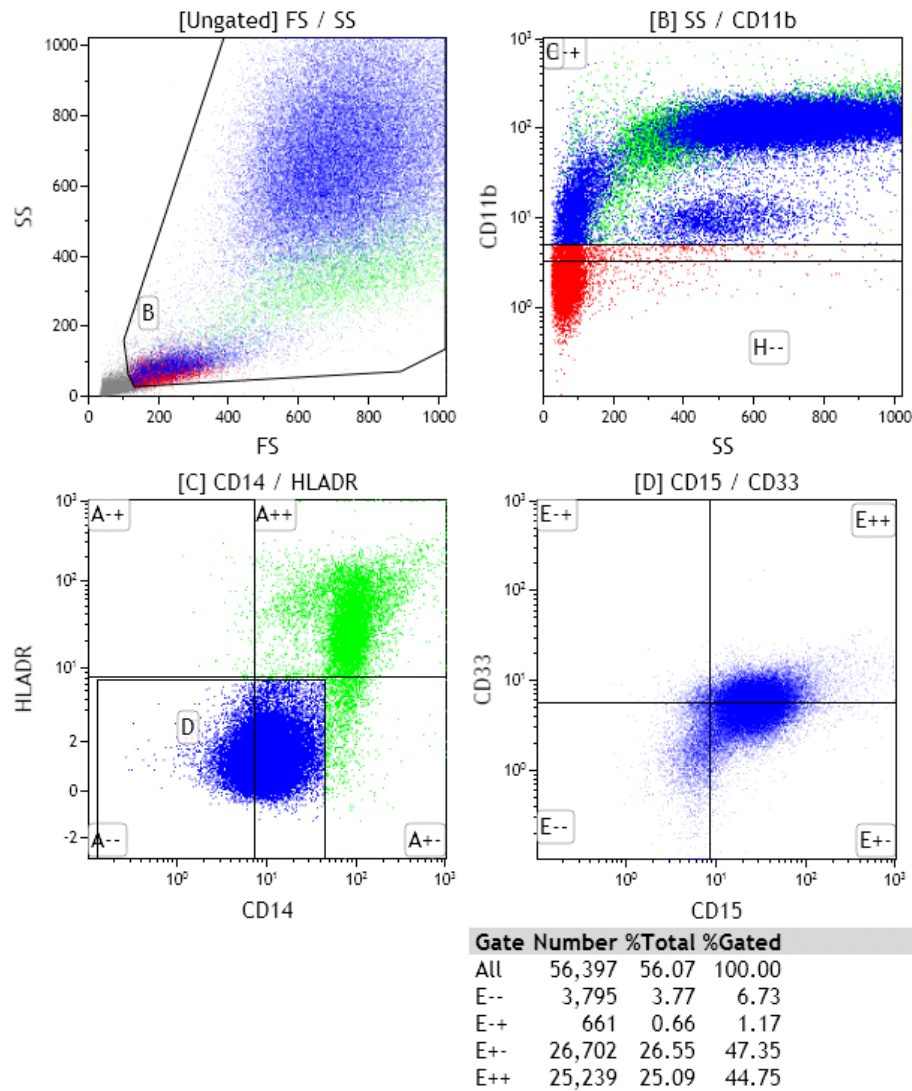 [Ungated] FS / SS
1000
800
600
400
200
0
SS
B
0 200 400 600 800 1000
FS
[B] SS / CD11b
10³
10²
10¹
10⁰
CD11b
-+
H--
0 200 400 600 800 1000
SS
[C] CD14 / HLADR
10³
10²
10¹
2
0
-2
HLADR
A-+ A++
D
A-- A+-
10⁰ 10¹ 10² 10³
CD14
[D] CD15 / CD33
10³
10²
10¹
10⁰
CD33
E-+ E++
E-- E+-
10⁰ 10¹ 10² 10³
CD15
Gate Number %Total %Gated
All 56,397 56.07 100.00
E-- 3,795 3.77 6.73
E-+ 661 0.66 1.17
E+- 26,702 26.55 47.35
E++ 25,239 25.09 44.75